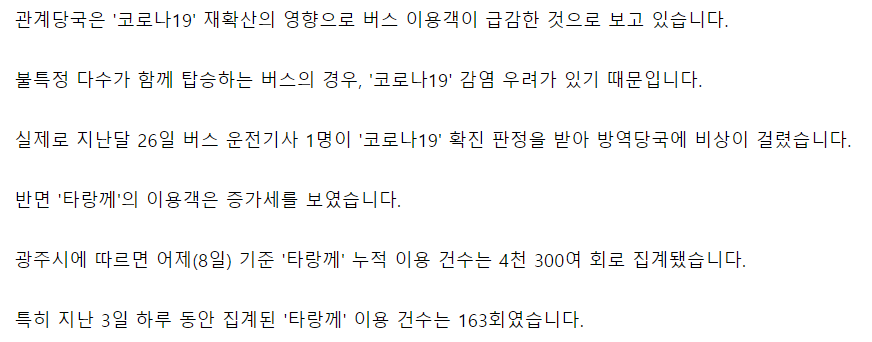 관계당국은 '코로나19' 재확산의 영향으로 버스 이용객이 급감한 것으로 보고 있습니다.
불특정 다수가 함께 탑승하는 버스의 경우, '코로나19' 감염 우려가 있기 때문입니다.
실제로 지난달 26일 버스 운전기사 1명이 '코로나19' 확진 판정을 받아 방역당국에 비상이 걸렸습니다.
반면 '타랑께'의 이용객은 증가세를 보였습니다.
광주시에 따르면 어제(8일) 기준 '타랑께' 누적 이용 건수는 4천 300여 회로 집계됐습니다.
특히 지난 3일 하루 동안 집계된 '타랑께' 이용 건수는 163회였습니다.